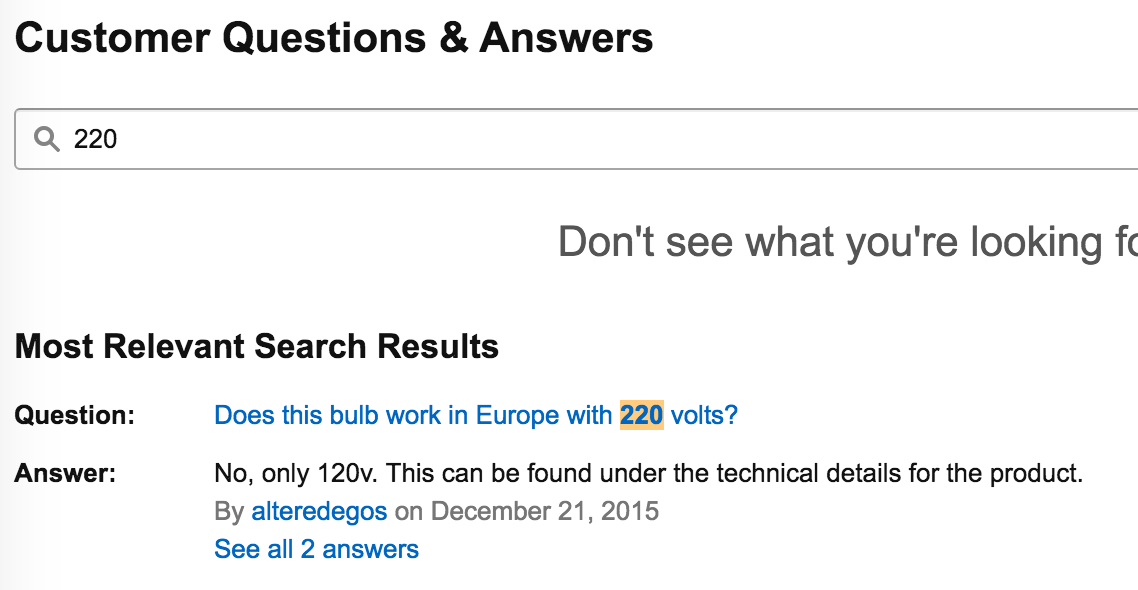 Customer Questions & Answers
220
Don't see what you're looking
Most Relevant Search Results
Question: Does this bulb work in Europe with 220 volts?
Answer: No, only 120v. This can be found under the technical details for the product.
By alteredegos on December 21, 2015
See all 2 answers